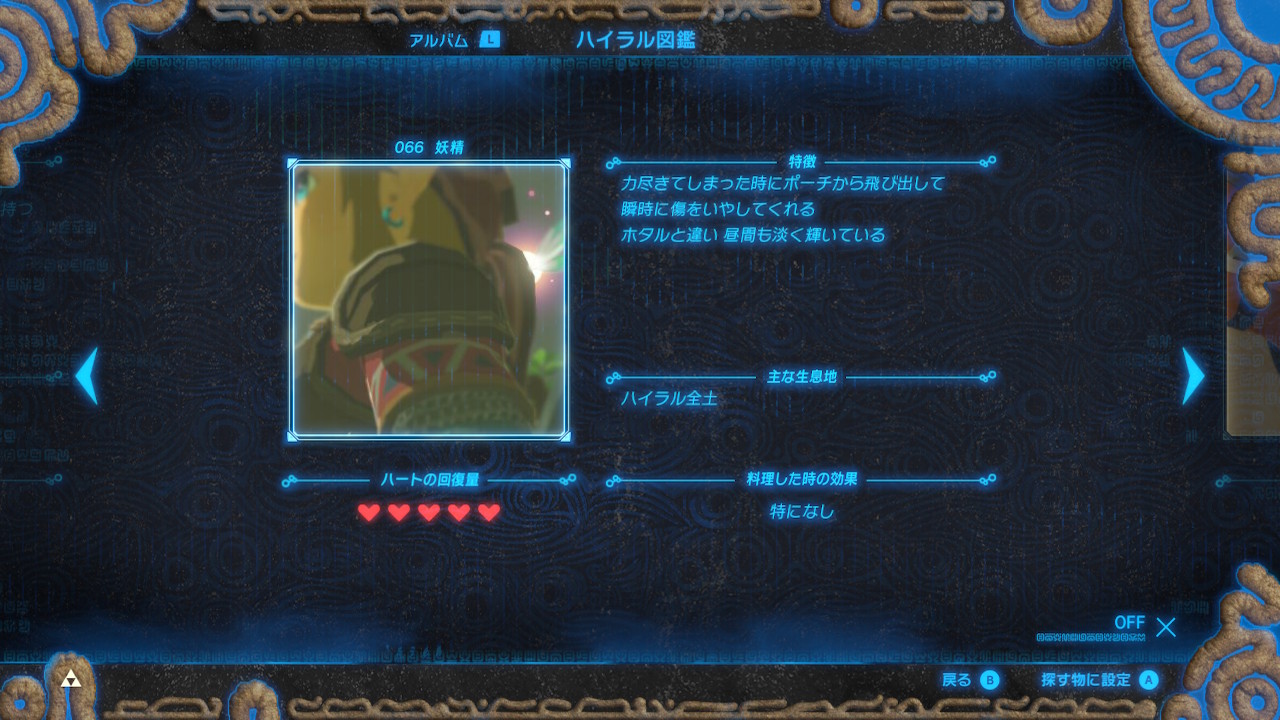 アルバム L
ハイラル図鑑
066 妖精
特徴
力尽きてしまった時にポーチから飛び出して
瞬時に傷をいやしてくれる
ホタルと違い 昼間も淡く輝いている
主な生息地
ハイラル全土
ハートの回復量
料理した時の効果
特になし
持つ
OFF
戻る B
探す物に設定 A